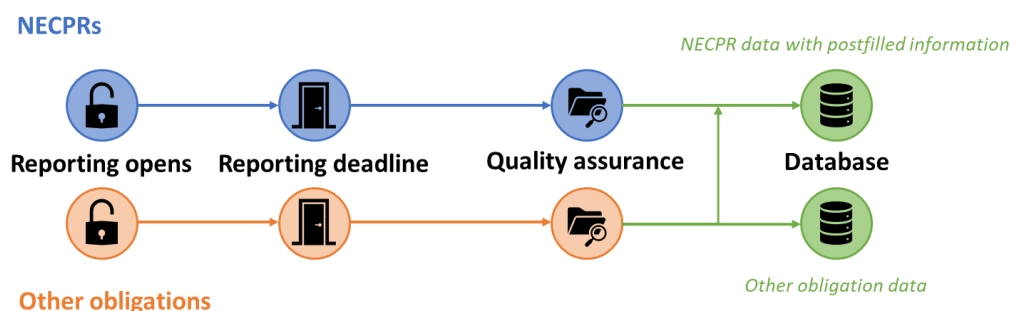 NECPRs
NECPR data with postfilled information
Reporting opens
Reporting deadline
Quality assurance
Database
Other obligation data
Other obligations